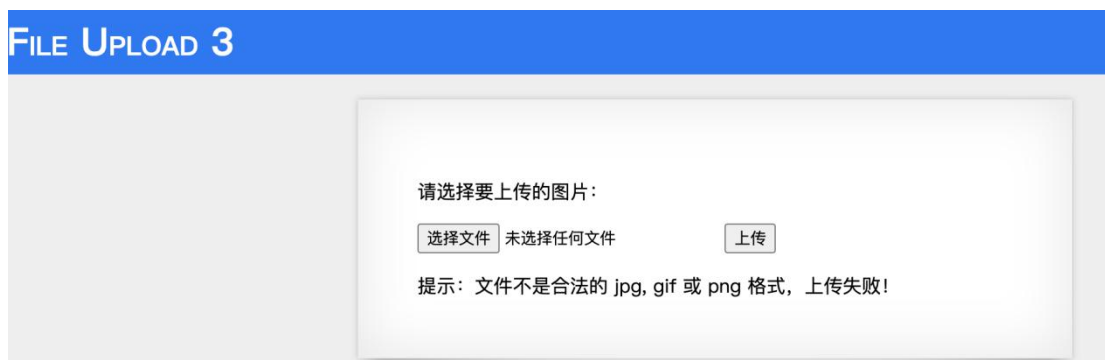 File Upload 3
请选择要上传的图片：
选择文件 未选择任何文件 上传
提示：文件不是合法的 jpg, gif 或 png 格式，上传失败！